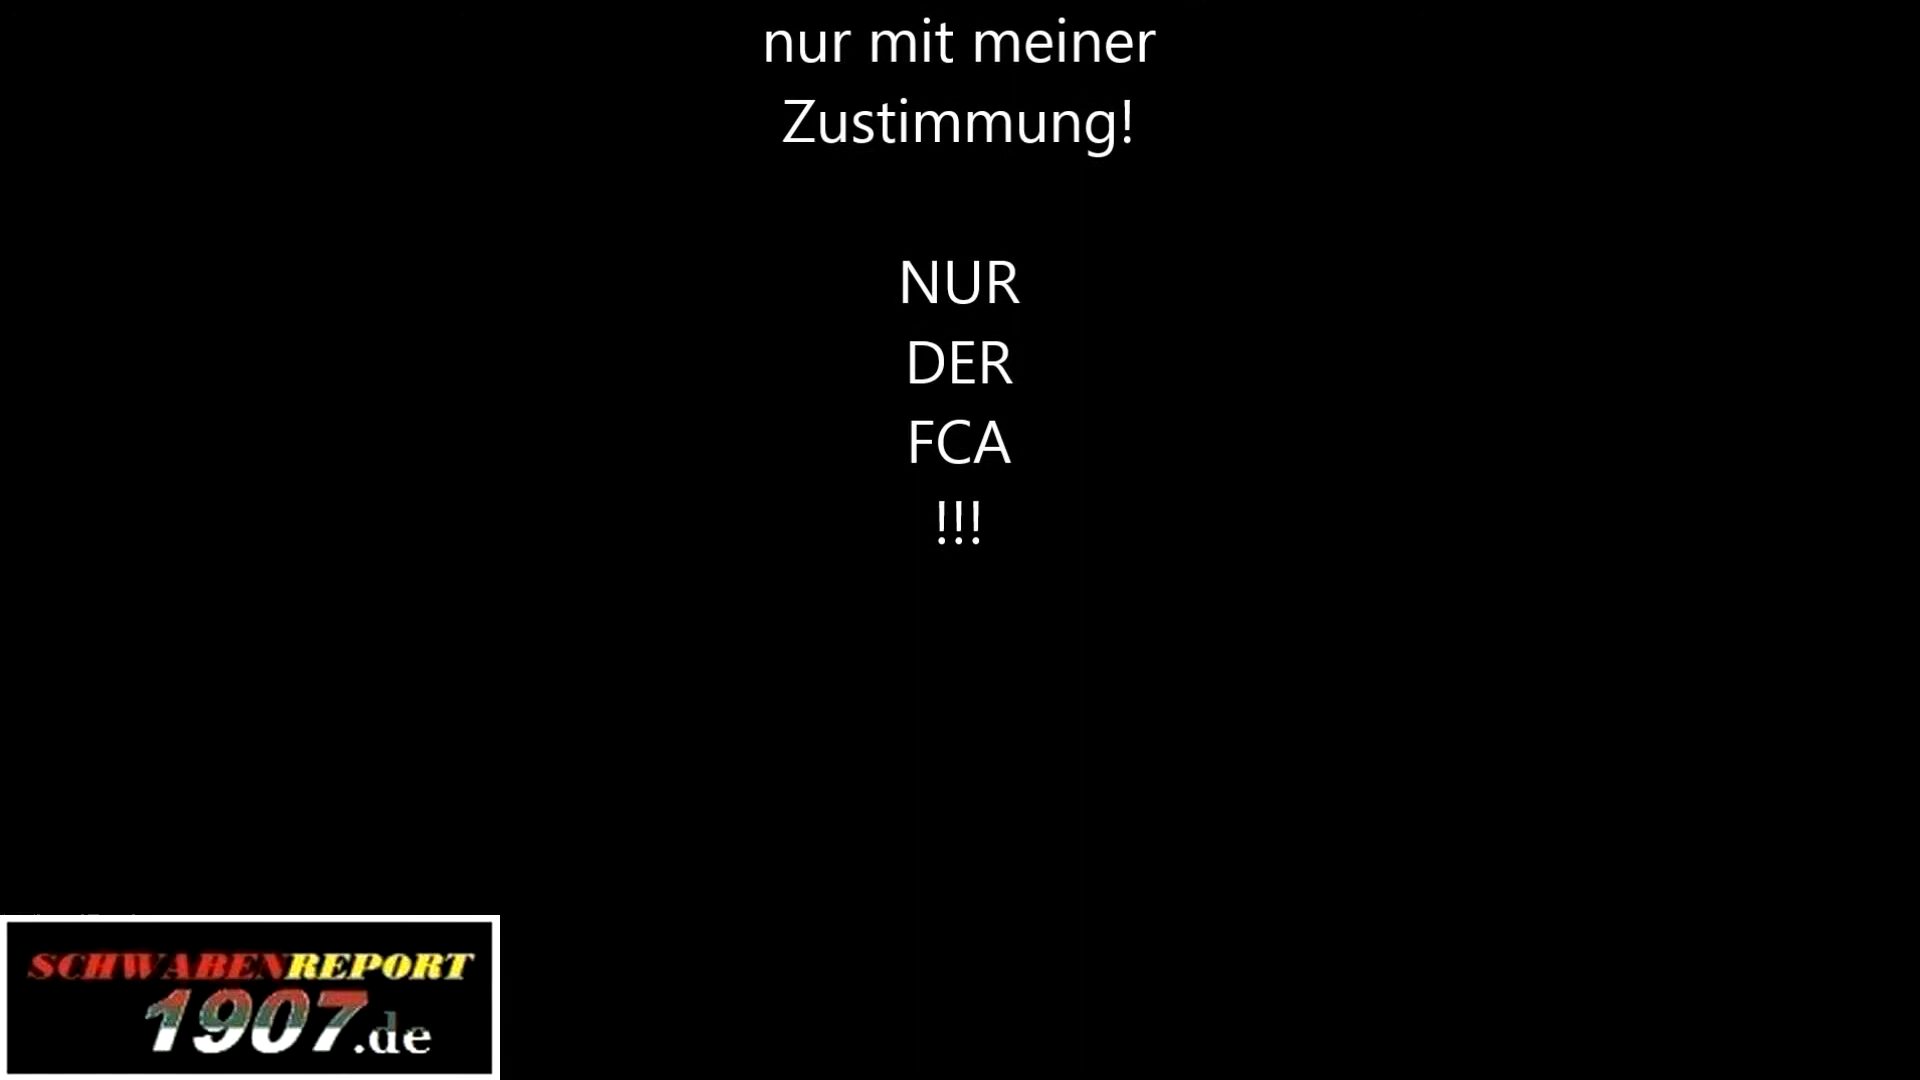 nur mit meiner
Zustimmung!
NUR
DER
FCA
!!!
SCHWABENREPORT
1907.de